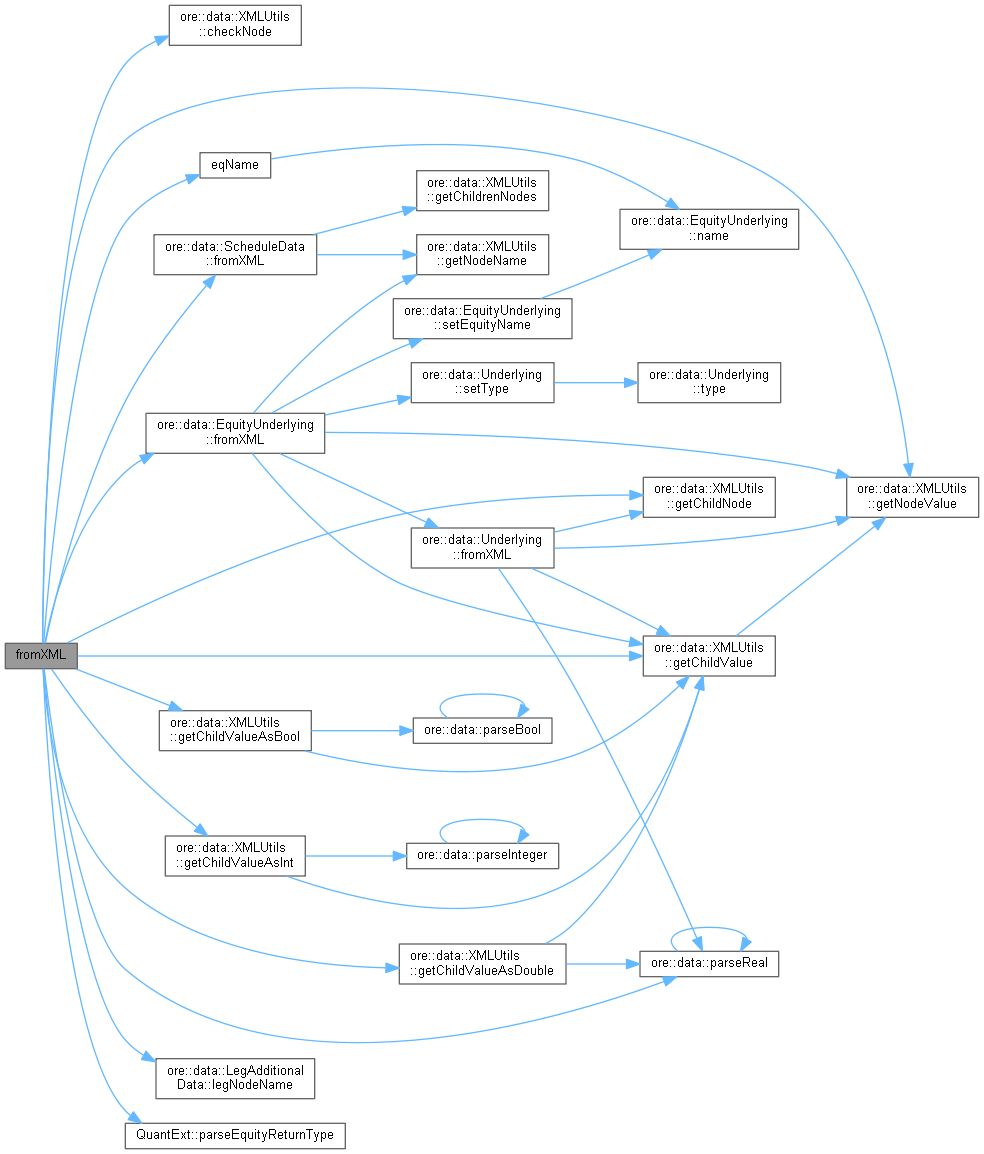 ore::data::XMLUtils
::checkNode
eqName
ore::data::XMLUtils
::getChildrenNodes
ore::data::EquityUnderlying
::name
ore::data::ScheduleData
::fromXML
ore::data::XMLUtils
::getNodeName
ore::data::EquityUnderlying
::setEquityName
ore::data::Underlying
::setType
ore::data::Underlying
::type
ore::data::EquityUnderlying
::fromXML
ore::data::XMLUtils
::getChildNode
ore::data::XMLUtils
::getNodeValue
ore::data::Underlying
::fromXML
fromXML
ore::data::XMLUtils
::getChildValue
ore::data::XMLUtils
::getChildValueAsBool
ore::data::parseBool
ore::data::XMLUtils
::getChildValueAsInt
ore::data::parseInteger
ore::data::XMLUtils
::getChildValueAsDouble
ore::data::parseReal
ore::data::LegAdditional
Data::legNodeName
QuantExt::parseEquityReturnType